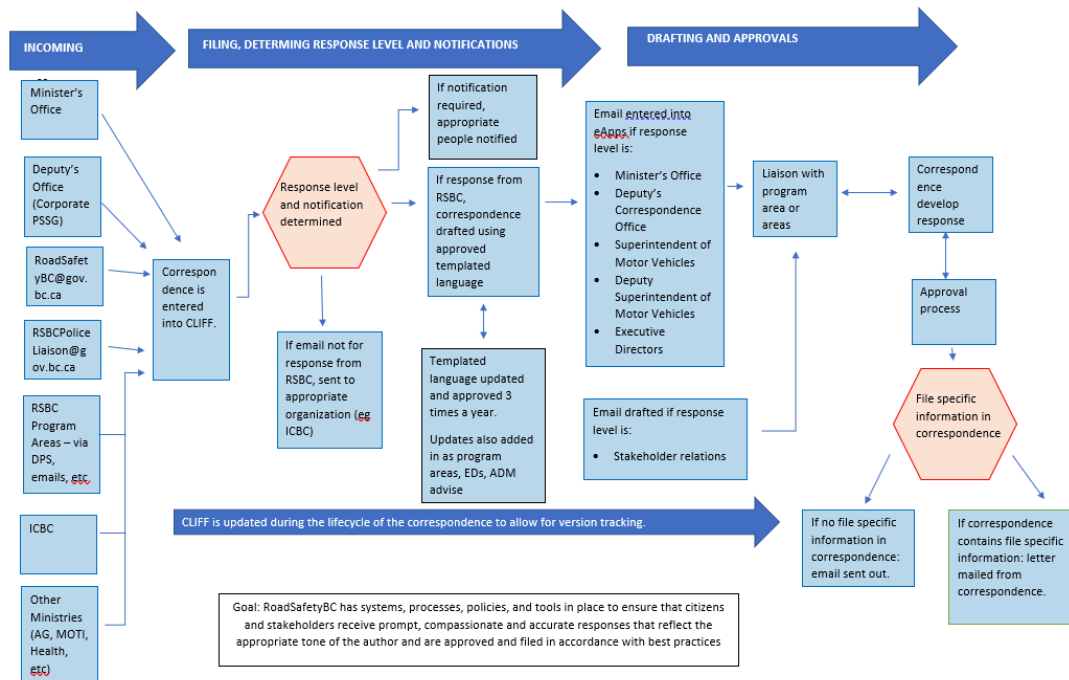 INCOMING
FILING, DETERMING RESPONSE LEVEL AND NOTIFICATIONS
DRAFTING AND APPROVALS
Minister's
Office
Deputy's
Office
(Corporate
PSSG)
RoadSafet
yBC@gov.
bc.ca
RSBCPolice
Liaison@g
ov.bc.ca
RSBC
Program
Areas – via
DPS,
emails, etc
ICBC
Other
Ministries
(AG, MOTI,
Health,
etc)
Correspon
dence is
entered
into CLIFF.
Response level
and notification
determined
If notification
required,
appropriate
people notified
If response from
RSBC,
correspondence
drafted using
approved
templated
language
If email not for
response from
RSBC, sent to
appropriate
organization (eg
ICBC)
Templated
language updated
and approved 3
times a year.
Updates also added
in as program
areas, EDs, ADM
advise
Email entered into
eApps if response
level is:
• Minister's Office
• Deputy's
Correspondence
Office
• Superintendent of
Motor Vehicles
• Deputy
Superintendent of
Motor Vehicles
• Executive
Directors
Email drafted if response
level is:
• Stakeholder relations
Liaison with
program area or
areas
Correspond
ence
develop
response
Approval
process
File specific
information in
correspondence
If no file specific
information in
correspondence:
email sent out.
If correspondence
contains file specific
information: letter
mailed from
correspondence.
CLIFF is updated during the lifecycle of the correspondence to allow for version tracking.
Goal: RoadSafetyBC has systems, processes, policies, and tools in place to ensure that citizens
and stakeholders receive prompt, compassionate and accurate responses that reflect the
appropriate tone of the author and are approved and filed in accordance with best practices